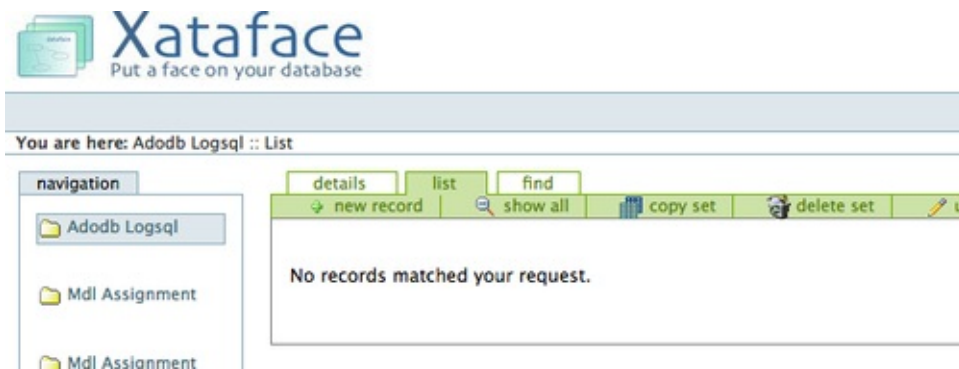 Xataface
Put a face on your database
You are here: Adodb Logsql :: List
navigation
details list find
new record show all copy set delete set
Adodb Logsql
No records matched your request.
Mdl Assignment
Mdl Assignment